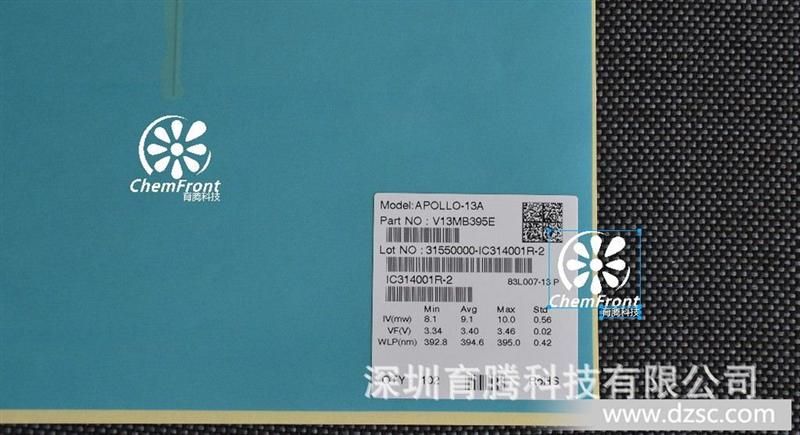 ChemFront
育腾科技
Model:APOLLO-13A
Part NO : V13MB395E
Lot NO : 31550000-IC314001R-2
IC314001R-2
83L007-13 P
Min Avg Max Std
IV(mw) 8.1 9.1 10.0 0.56
VF(V) 3.34 3.40 3.46 0.02
WLP(nm) 392.8 394.6 395.0 0.42
QTY 102 RoHS
ChemFront
育腾科技
深圳育腾科技有限公司
www.dzsc.com